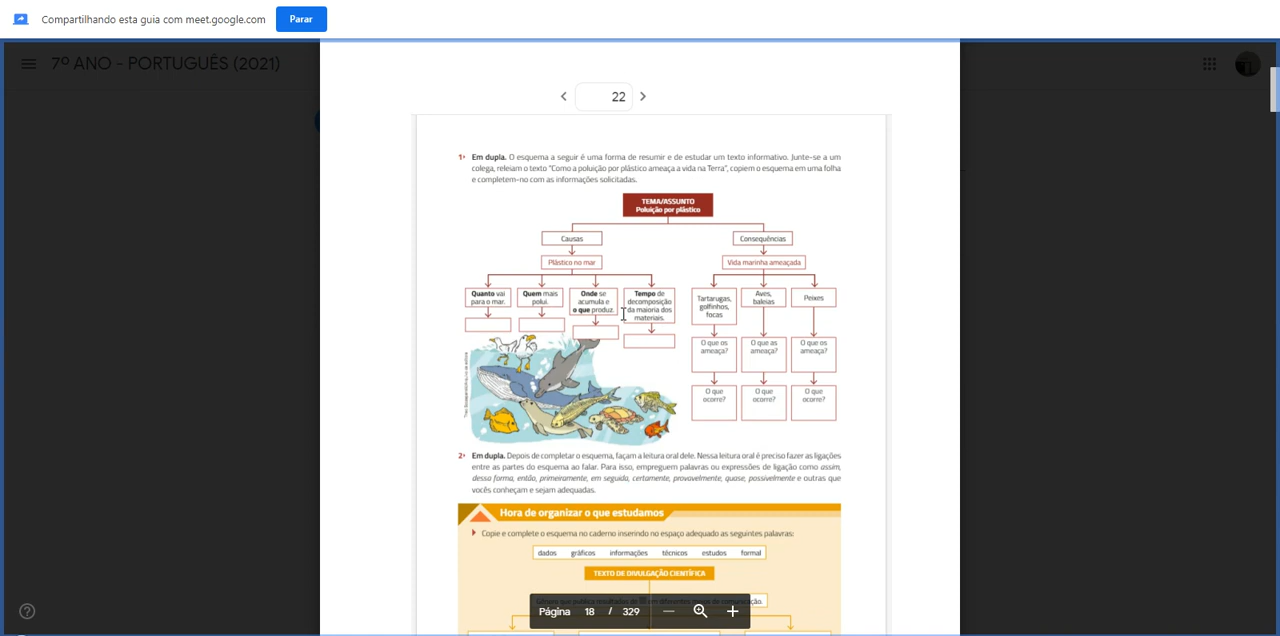 Compartilhando esta guia com meet.google.com
Parar
7º ANO - PORTUGUÊS (2021)
22
1 Em dupla. O esquema a seguir é uma forma de resumir e de estudar um texto informativo. Junte-se a um
colega, releiam o texto "Como a poluição por plástico ameaça a vida na Terra", copiem o esquema em uma folha
e completem-no com as informações solicitadas.
TEMA/ASSUNTO
Poluição por plástico
Causas
Consequências
Plástico no mar
Vida marinha ameaçada
Quanto vai
para o mar.
Quem mais
polui.
Onde se
acumula e
o que produz.
Tempo de
decomposição
da maioria dos
materiais.
Tartarugas,
golfinhos,
focas
Aves,
baleias
Peixes
O que os
ameaça?
O que as
ameaça?
O que os
ameaça?
O que
ocorre?
O que
ocorre?
O que
ocorre?
2 Em dupla. Depois de completar o esquema, façam a leitura oral dele. Nessa leitura oral é preciso fazer as ligações
entre as partes do esquema ao falar. Para isso, empreguem palavras ou expressões de ligação como assim,
dessa forma, então, primeiramente, em seguida, certamente, provavelmente, quase, possivelmente e outras que
vocês conheçam e sejam adequadas.
Hora de organizar o que estudamos
Copie e complete o esquema no caderno inserindo no espaço adequado as seguintes palavras:
dados gráficos informações técnicos estudos formal
TEXTO DE DIVULGAÇÃO CIENTÍFICA
Página 18 / 329